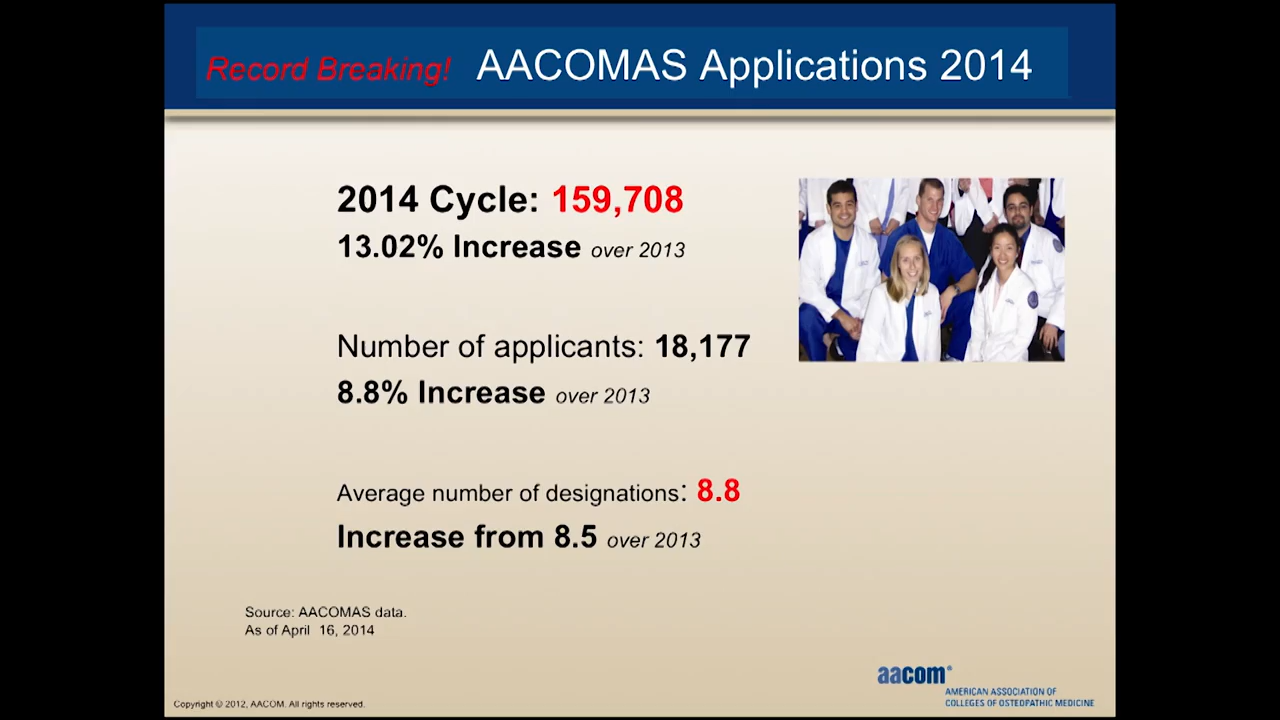 Record Breaking! AACOMAS Applications 2014
2014 Cycle: 159,708
13.02% Increase over 2013
Number of applicants: 18,177
8.8% Increase over 2013
Average number of designations: 8.8
Increase from 8.5 over 2013
Source: AACOMAS data.
As of April 16, 2014
aacom®
AMERICAN ASSOCIATION OF
COLLEGES OF OSTEOPATHIC MEDICINE
Copyright © 2012, AACOM. All rights reserved.